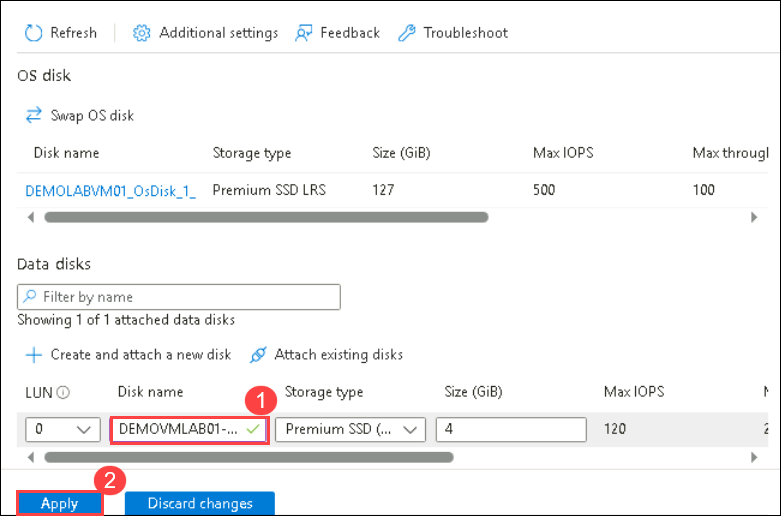 Refresh Additional settings Feedback Troubleshoot
OS disk
Swap OS disk
Disk name Storage type Size (GiB) Max IOPS Max througl
DEMOLABVM01_OsDisk_1_ Premium SSD LRS 127 500 100
Data disks
Filter by name
Showing 1 of 1 attached data disks
Create and attach a new disk Attach existing disks
1
LUN Disk name Storage type Size (GiB) Max IOPS
0 DEMOVMLAB01-... Premium SSD (... 4 120
2
Apply Discard changes